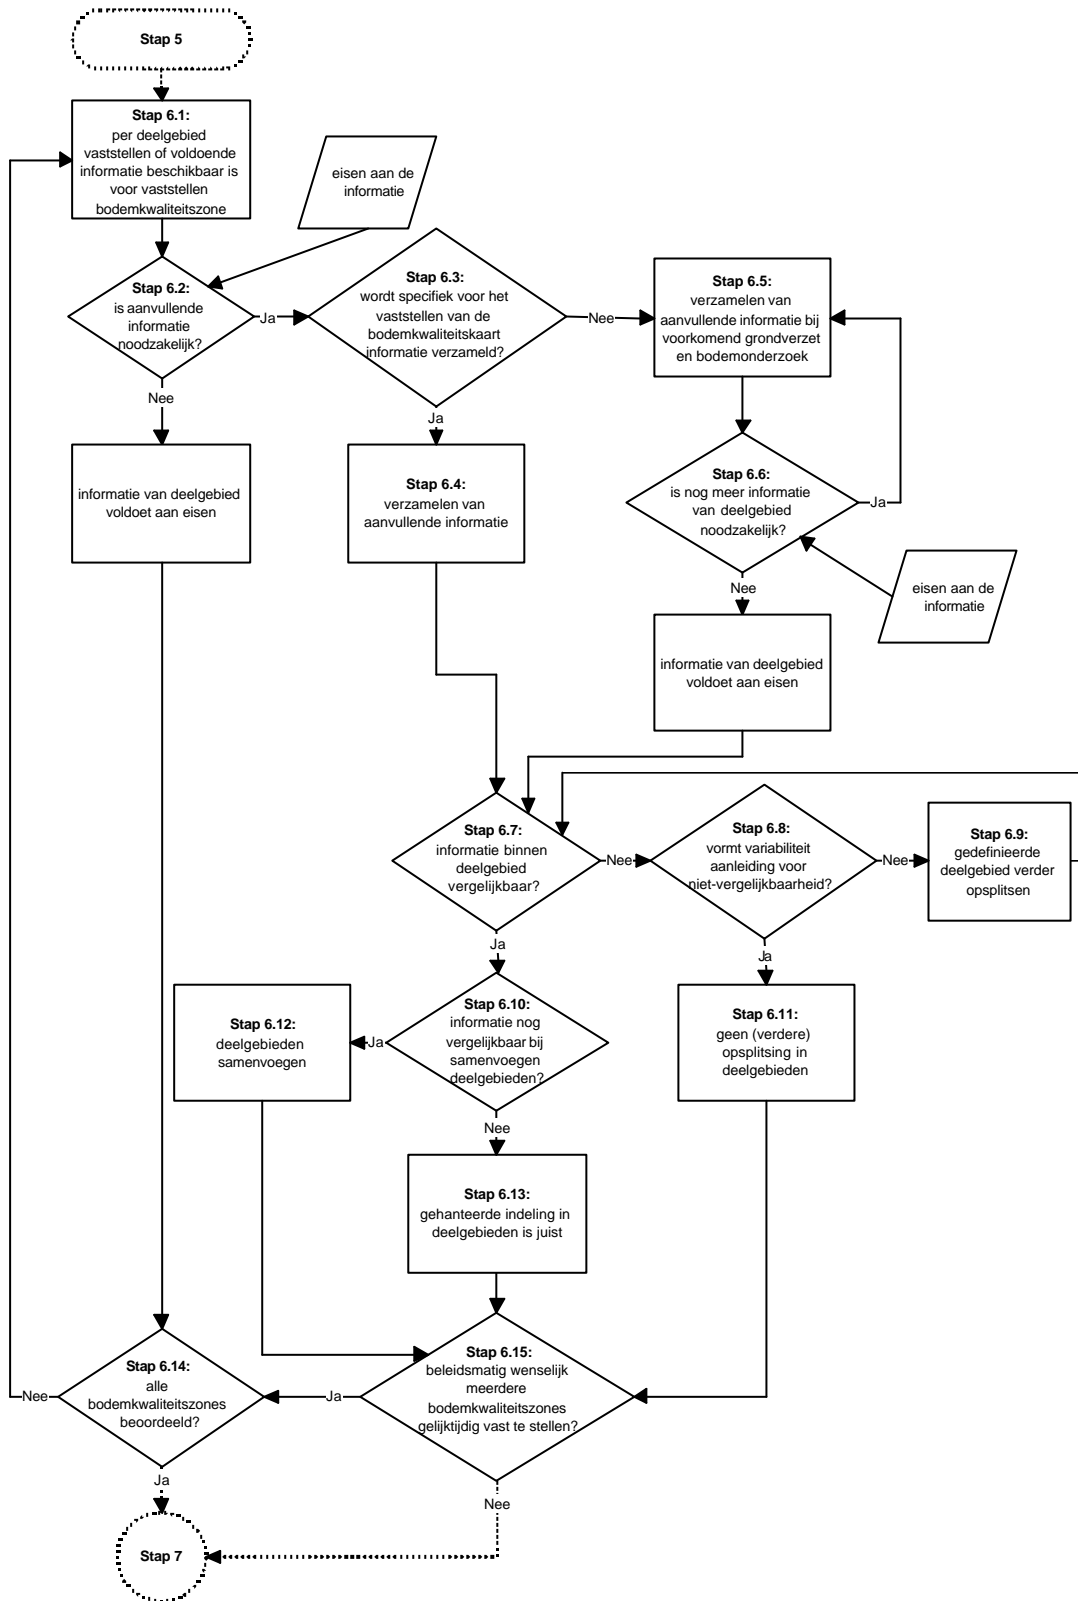 Stap 5
Stap 6.1:
per deelgebied
vaststellen of voldoende
informatie beschikbaar is
voor vaststellen
bodemkwaliteitszone
eisen aan de
informatie
Stap 6.2:
is aanvullende
informatie
noodzakelijk?
Ja
Nee
Stap 6.3:
wordt specifiek voor het
vaststellen van de
bodemkwaliteitskaart
informatie verzameld?
Nee
Ja
Stap 6.5:
verzamelen van
aanvullende informatie bij
voorkomend grondverzet
en bodemonderzoek
informatie van deelgebied
voldoet aan eisen
Stap 6.4:
verzamelen van
aanvullende informatie
Stap 6.6:
is nog meer informatie
van deelgebied
noodzakelijk?
Ja
Nee
eisen aan de
informatie
informatie van deelgebied
voldoet aan eisen
Stap 6.7:
informatie binnen
deelgebied
vergelijkbaar?
Nee
Ja
Stap 6.8:
vormt variabiliteit
aanleiding voor
niet-vergelijkbaarheid?
Nee
Ja
Stap 6.9:
gedefinieerde
deelgebied verder
opsplitsen
Stap 6.12:
deelgebieden
samenvoegen
Ja
Stap 6.10:
informatie nog
vergelijkbaar bij
samenvoegen
deelgebieden?
Nee
Stap 6.11:
geen (verdere)
opsplitsing in
deelgebieden
Stap 6.13:
gehanteerde indeling in
deelgebieden is juist
Stap 6.14:
alle
bodemkwaliteitszones
beoordeeld?
Nee
Ja
Stap 6.15:
beleidsmatig wenselijk
meerdere
bodemkwaliteitszones
gelijktijdig vast te stellen?
Ja
Nee
Stap 7